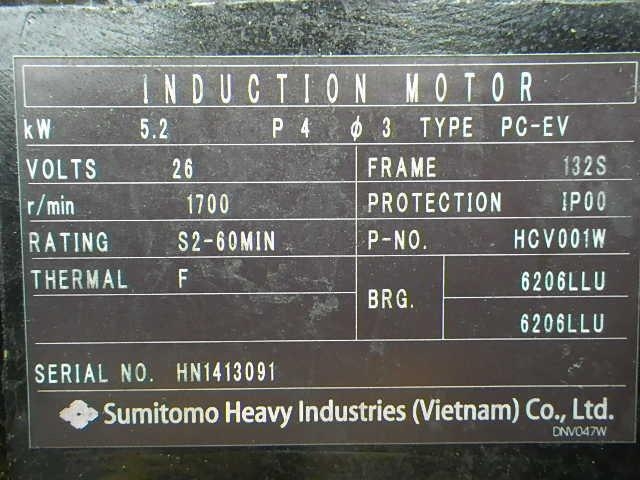 INDUCTION MOTOR
kW 5.2 P 4 ϕ 3 TYPE PC-EV
VOLTS 26 FRAME 132S
r/min 1700 PROTECTION IP00
RATING S2-60MIN P-NO. HCV001W
THERMAL F BRG. 6206LLU
6206LLU
SERIAL NO. HN1413091
Sumitomo Heavy Industries (Vietnam) Co., Ltd.
DNV047W